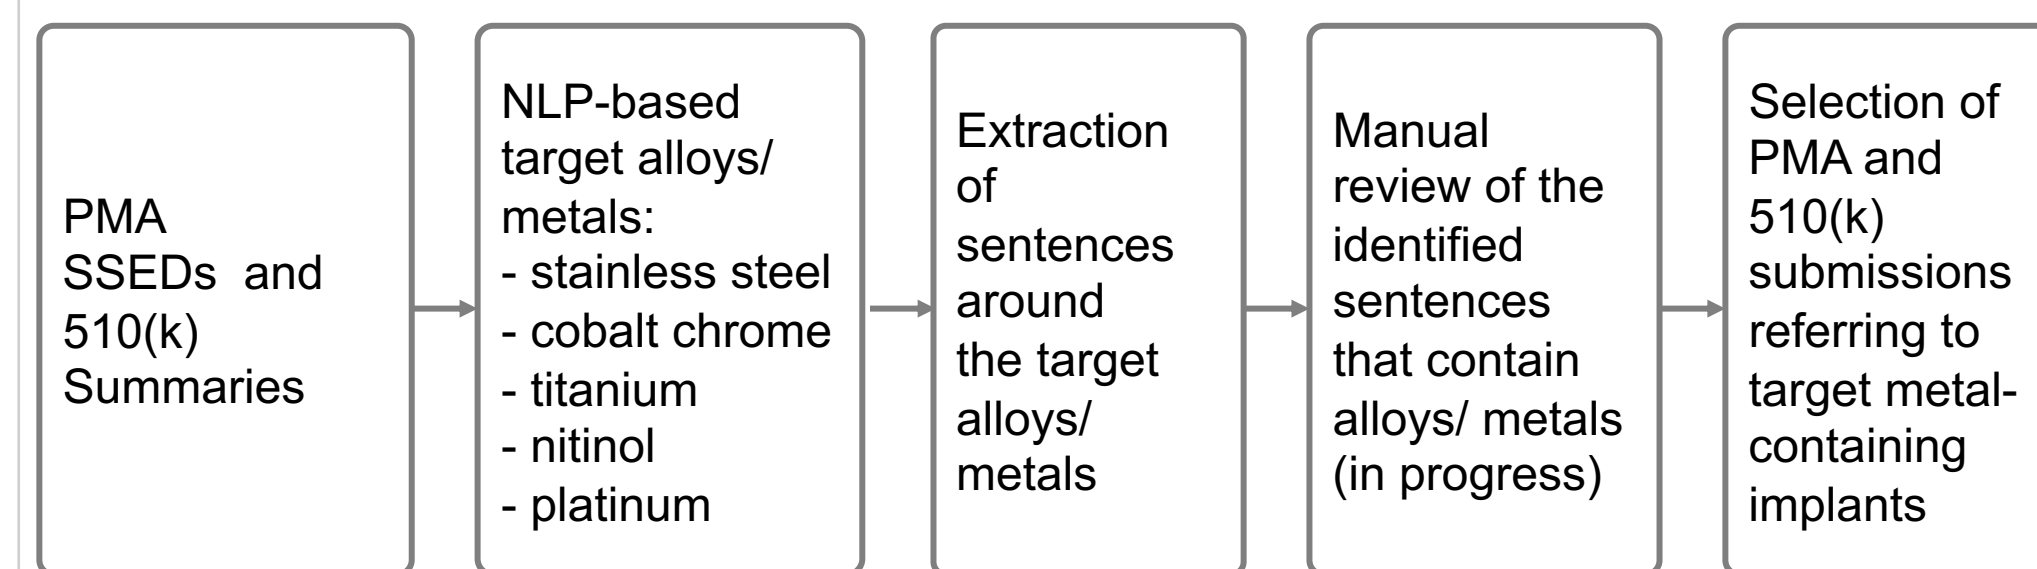 PMA
SSEDs  and
510(k)
Summaries
NLP-based
target alloys/
metals:
- stainless steel
- cobalt chrome
- titanium
- nitinol
- platinum
Extraction
of
sentences
around
the target
alloys/
metals
Manual
review of the
identified
sentences
that contain
alloys/ metals
(in progress)
Selection of
PMA and
510(k)
submissions
referring to
target metal-
containing
implants